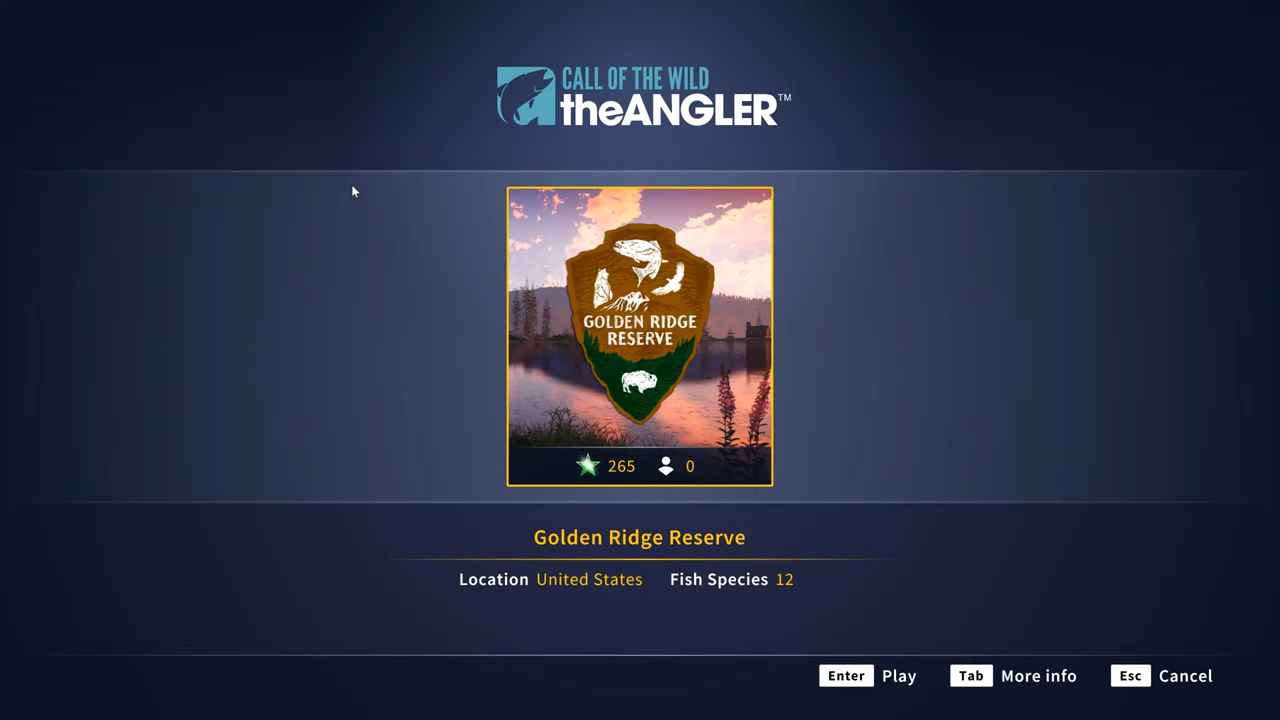 CALL OF THE WILD
theANGLER™
GOLDEN RIDGE
RESERVE
265 0
Golden Ridge Reserve
Location United States Fish Species 12
Enter Play Tab More info Esc Cancel